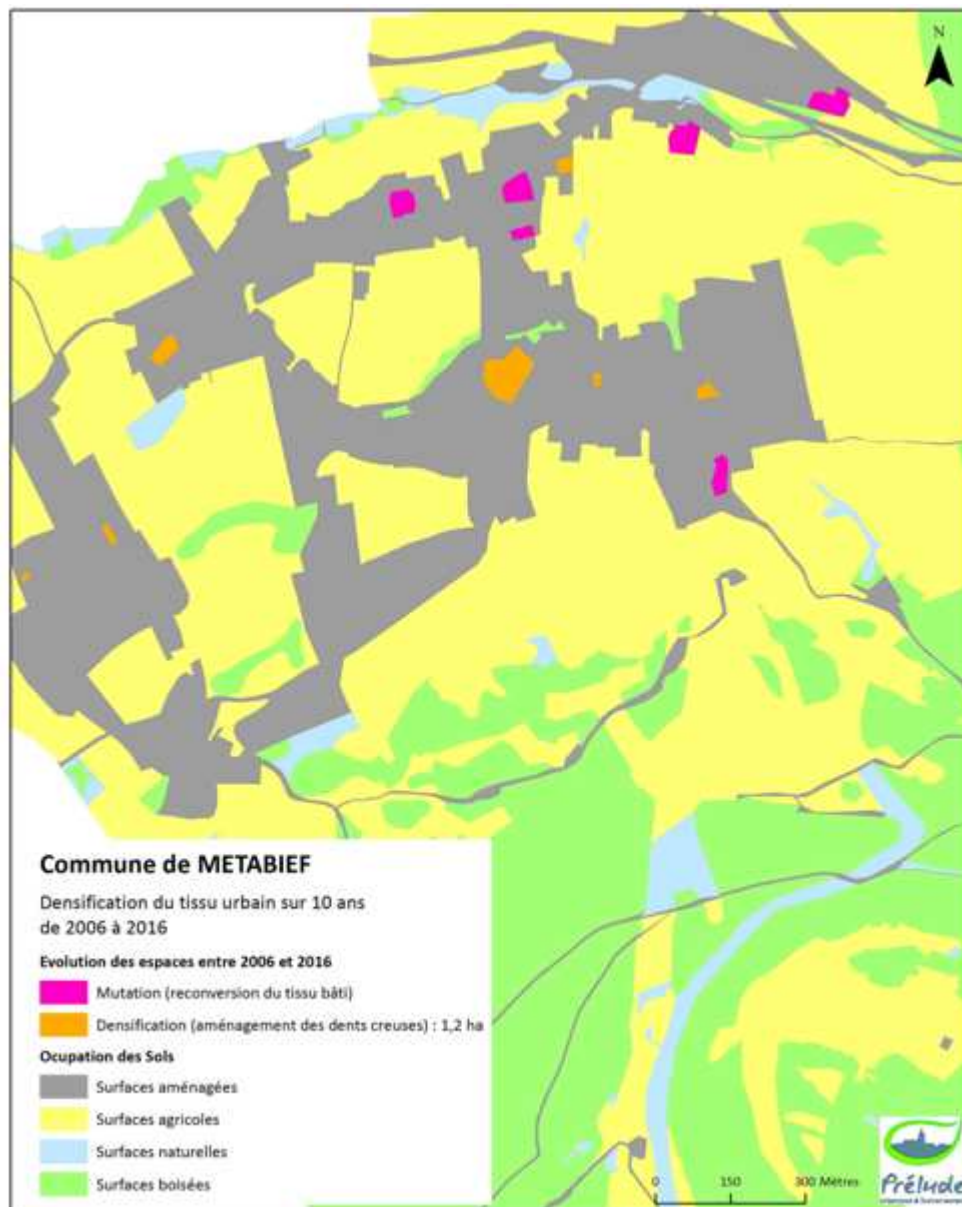 N
Commune de METABIEF
Densification du tissu urbain sur 10 ans
de 2006 à 2016
Evolution des espaces entre 2006 et 2016
Mutation (reconversion du tissu bâti)
Densification (aménagement des dents creuses) : 1,2 ha
Ocupation des Sols
Surfaces aménagées
Surfaces agricoles
Surfaces naturelles
Surfaces boisées
0 150 300 Mètres
Prélude